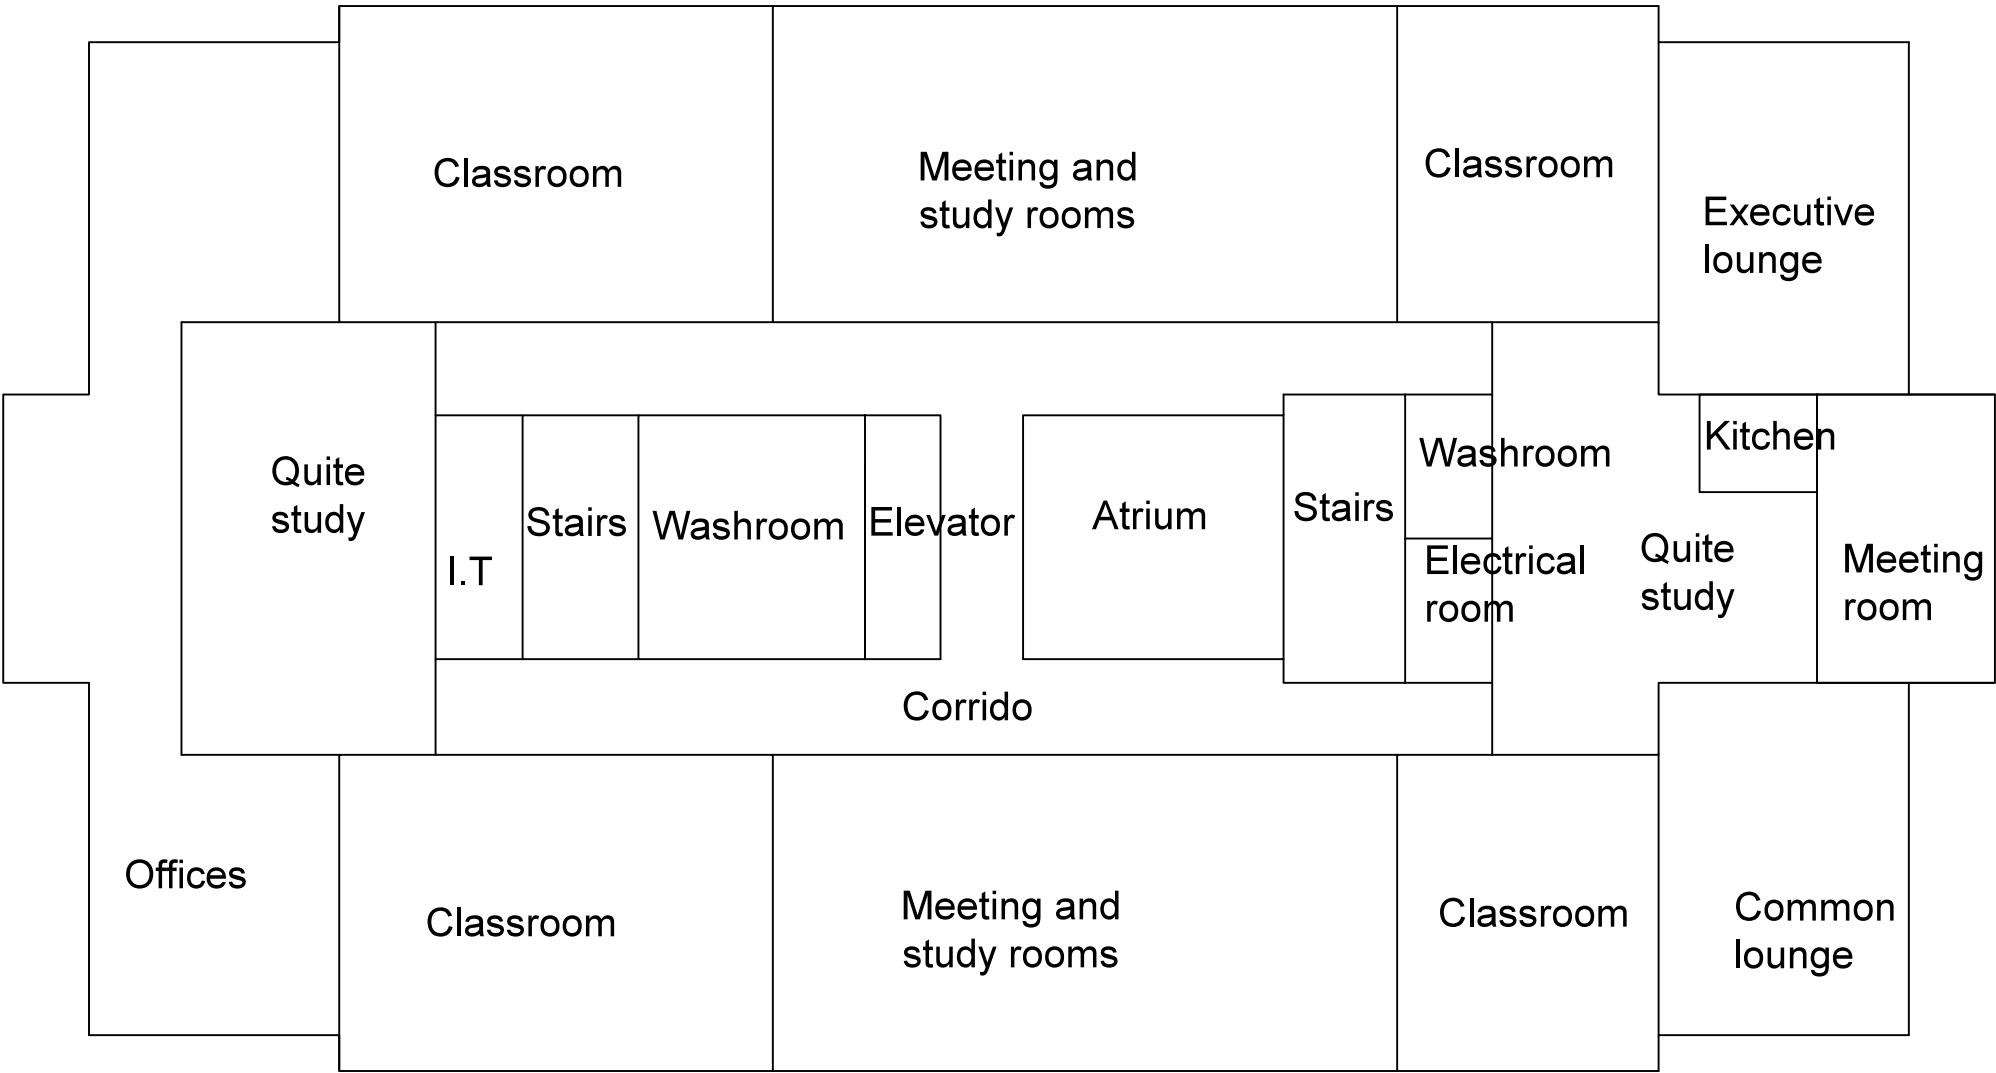 Classroom
Meeting and
study rooms
Classroom
Executive
lounge
Quite
study
I.T
Stairs
Washroom
Elevator
Atrium
Stairs
Washroom
Electrical
room
Quite
study
Kitchen
Meeting
room
Corrido
Offices
Classroom
Meeting and
study rooms
Classroom
Common
lounge